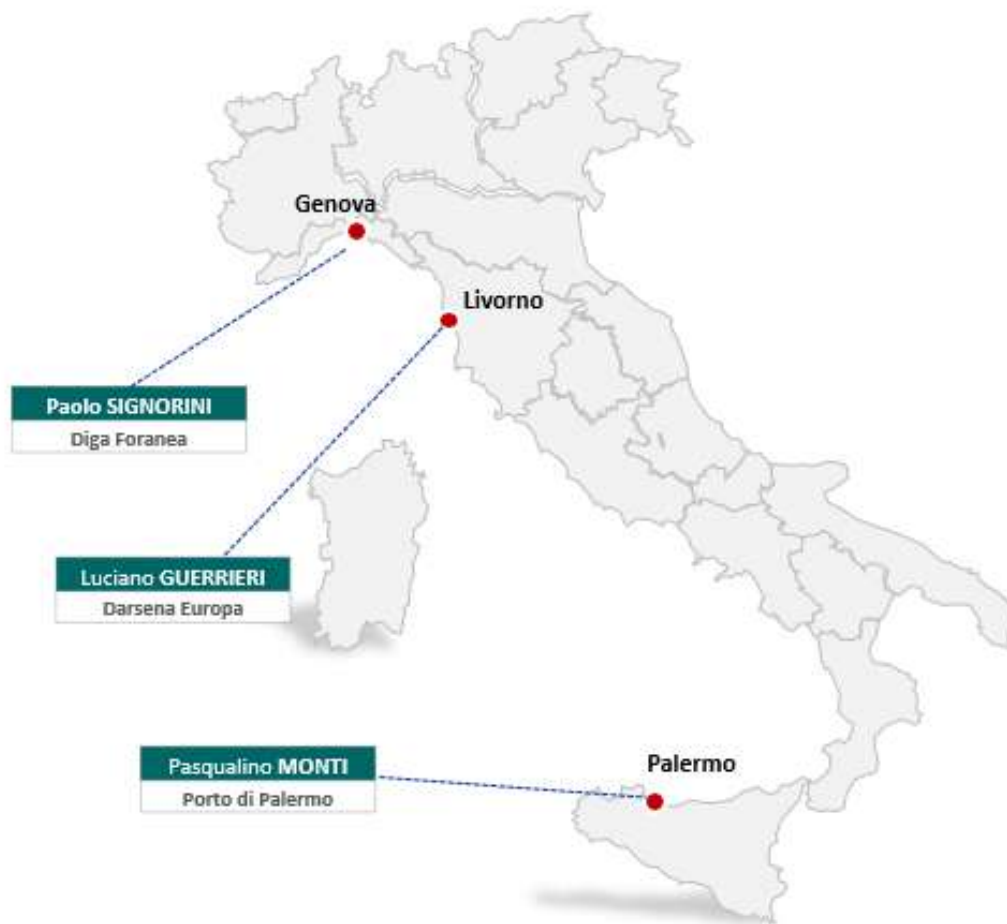 Genova
Livorno
Paolo SIGNORINI
Diga Foranea
Luciano GUERRIERI
Darsena Europa
Palermo
Pasqualino MONTI
Porto di Palermo